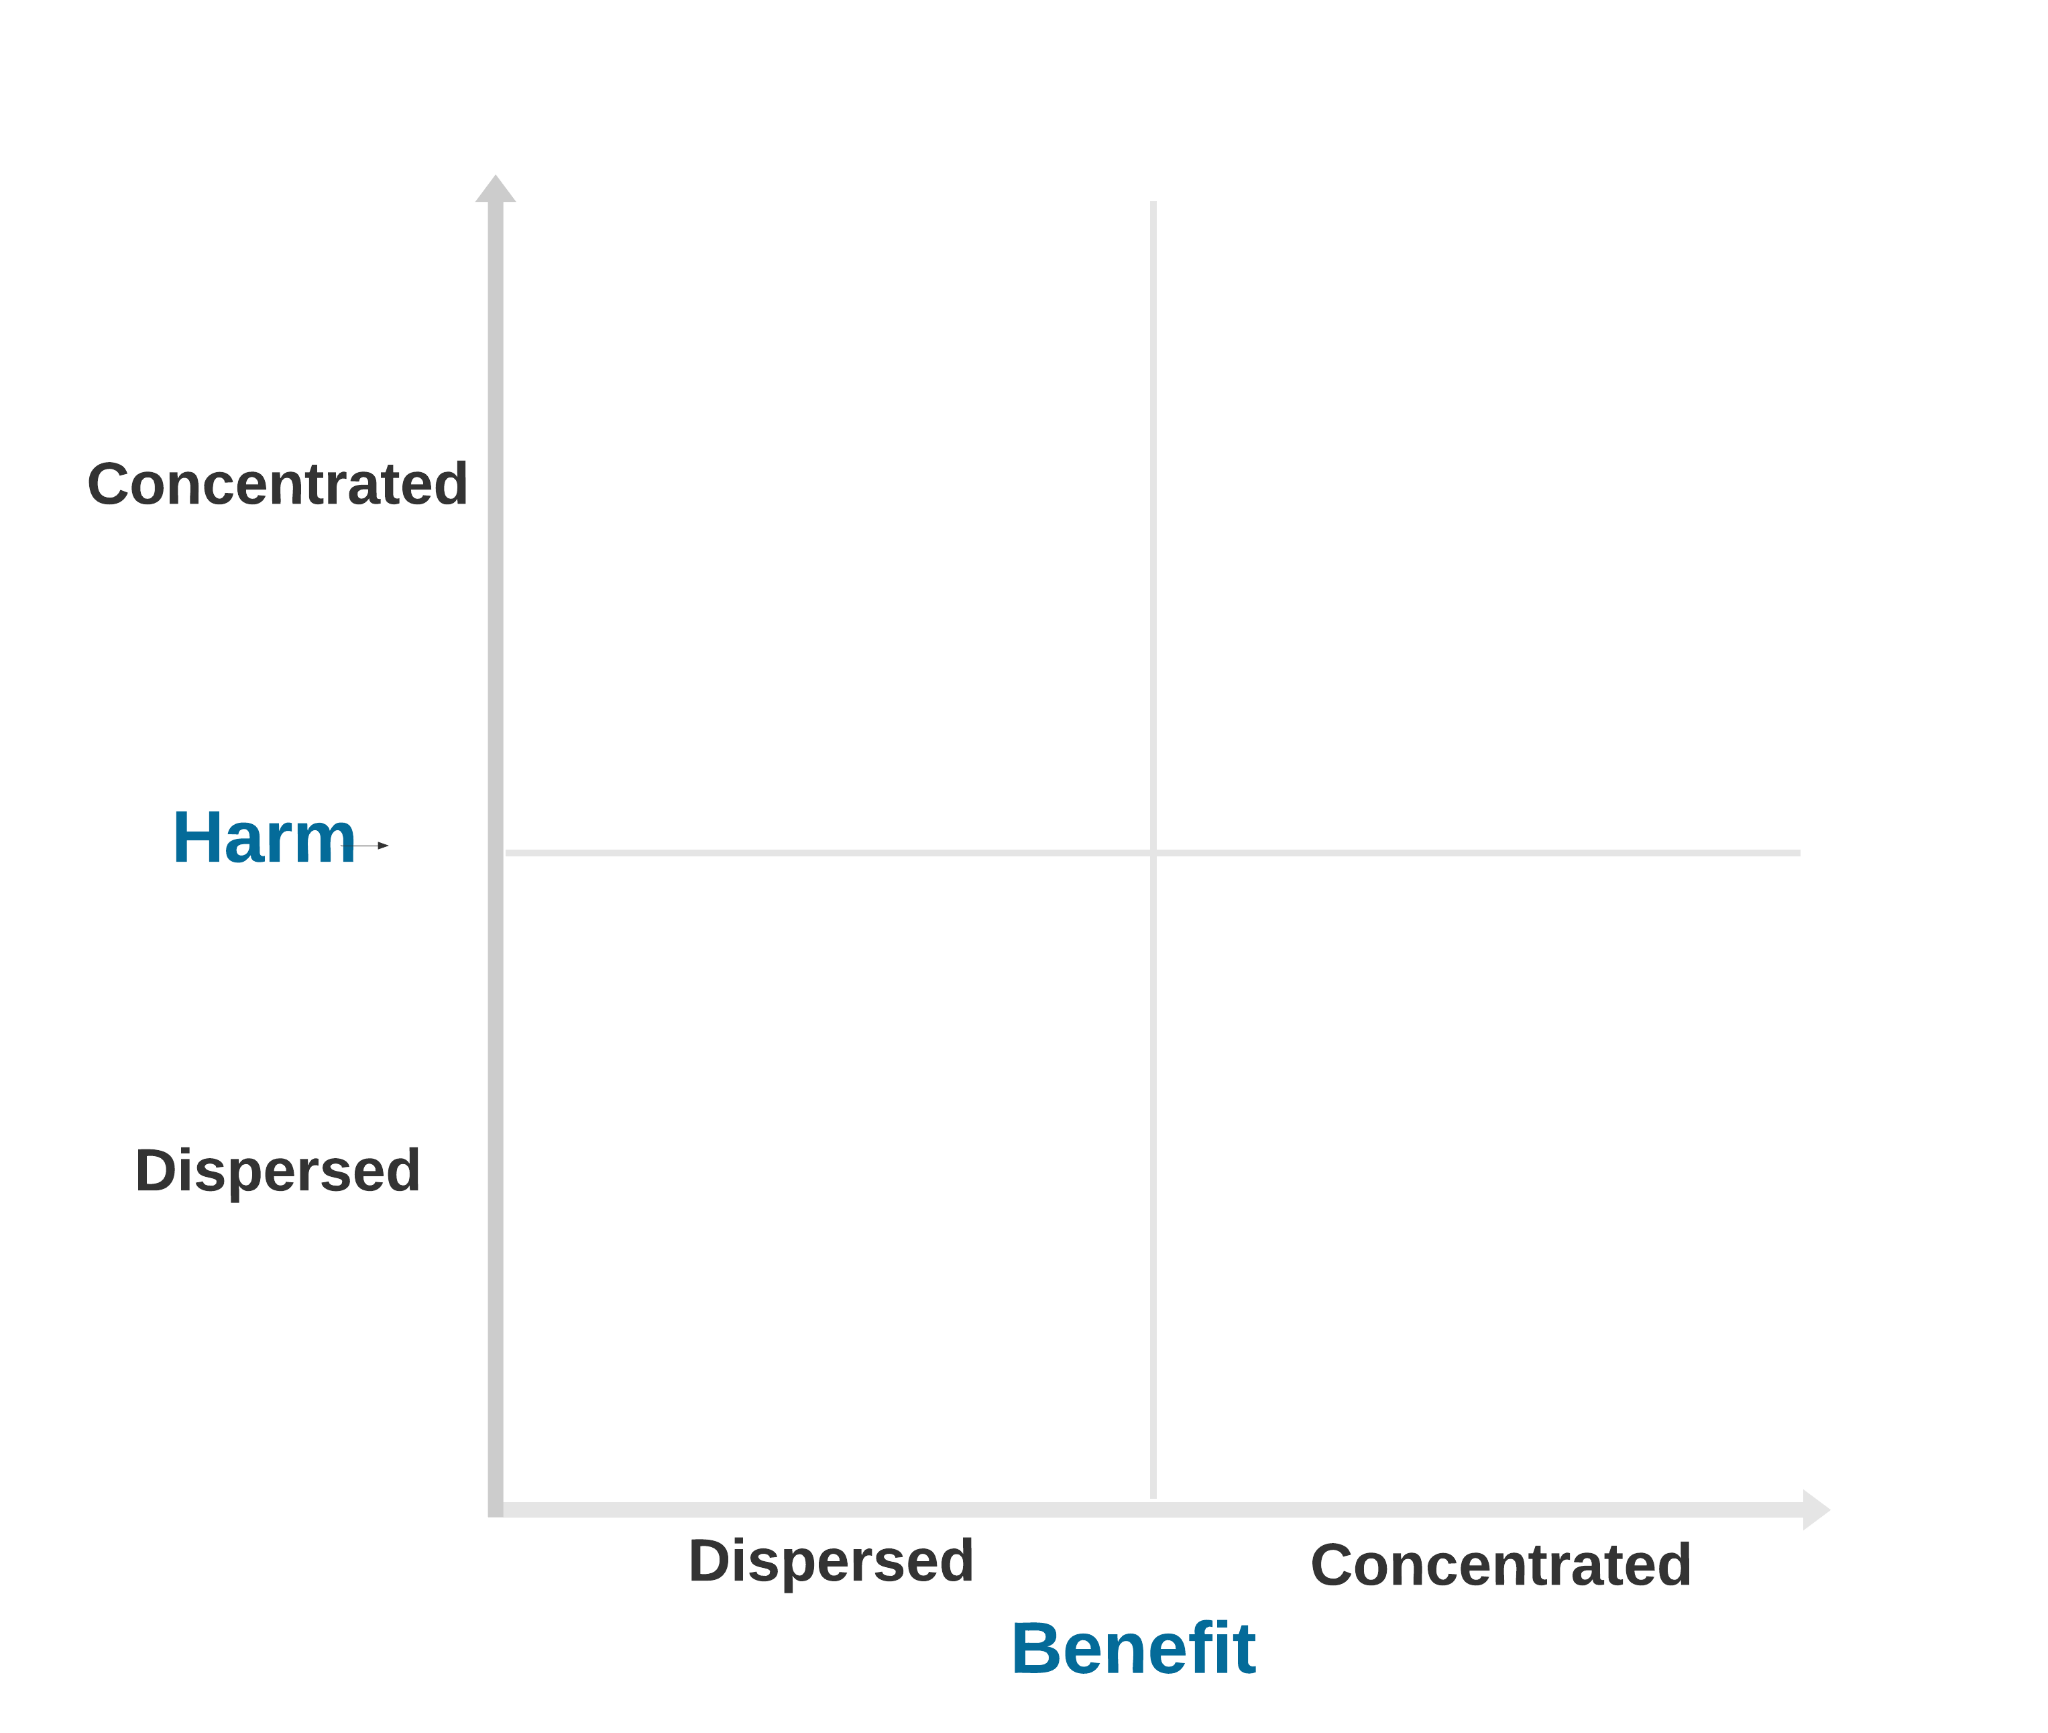 Concentrated
Harm
Dispersed
Dispersed
Concentrated
Benefit